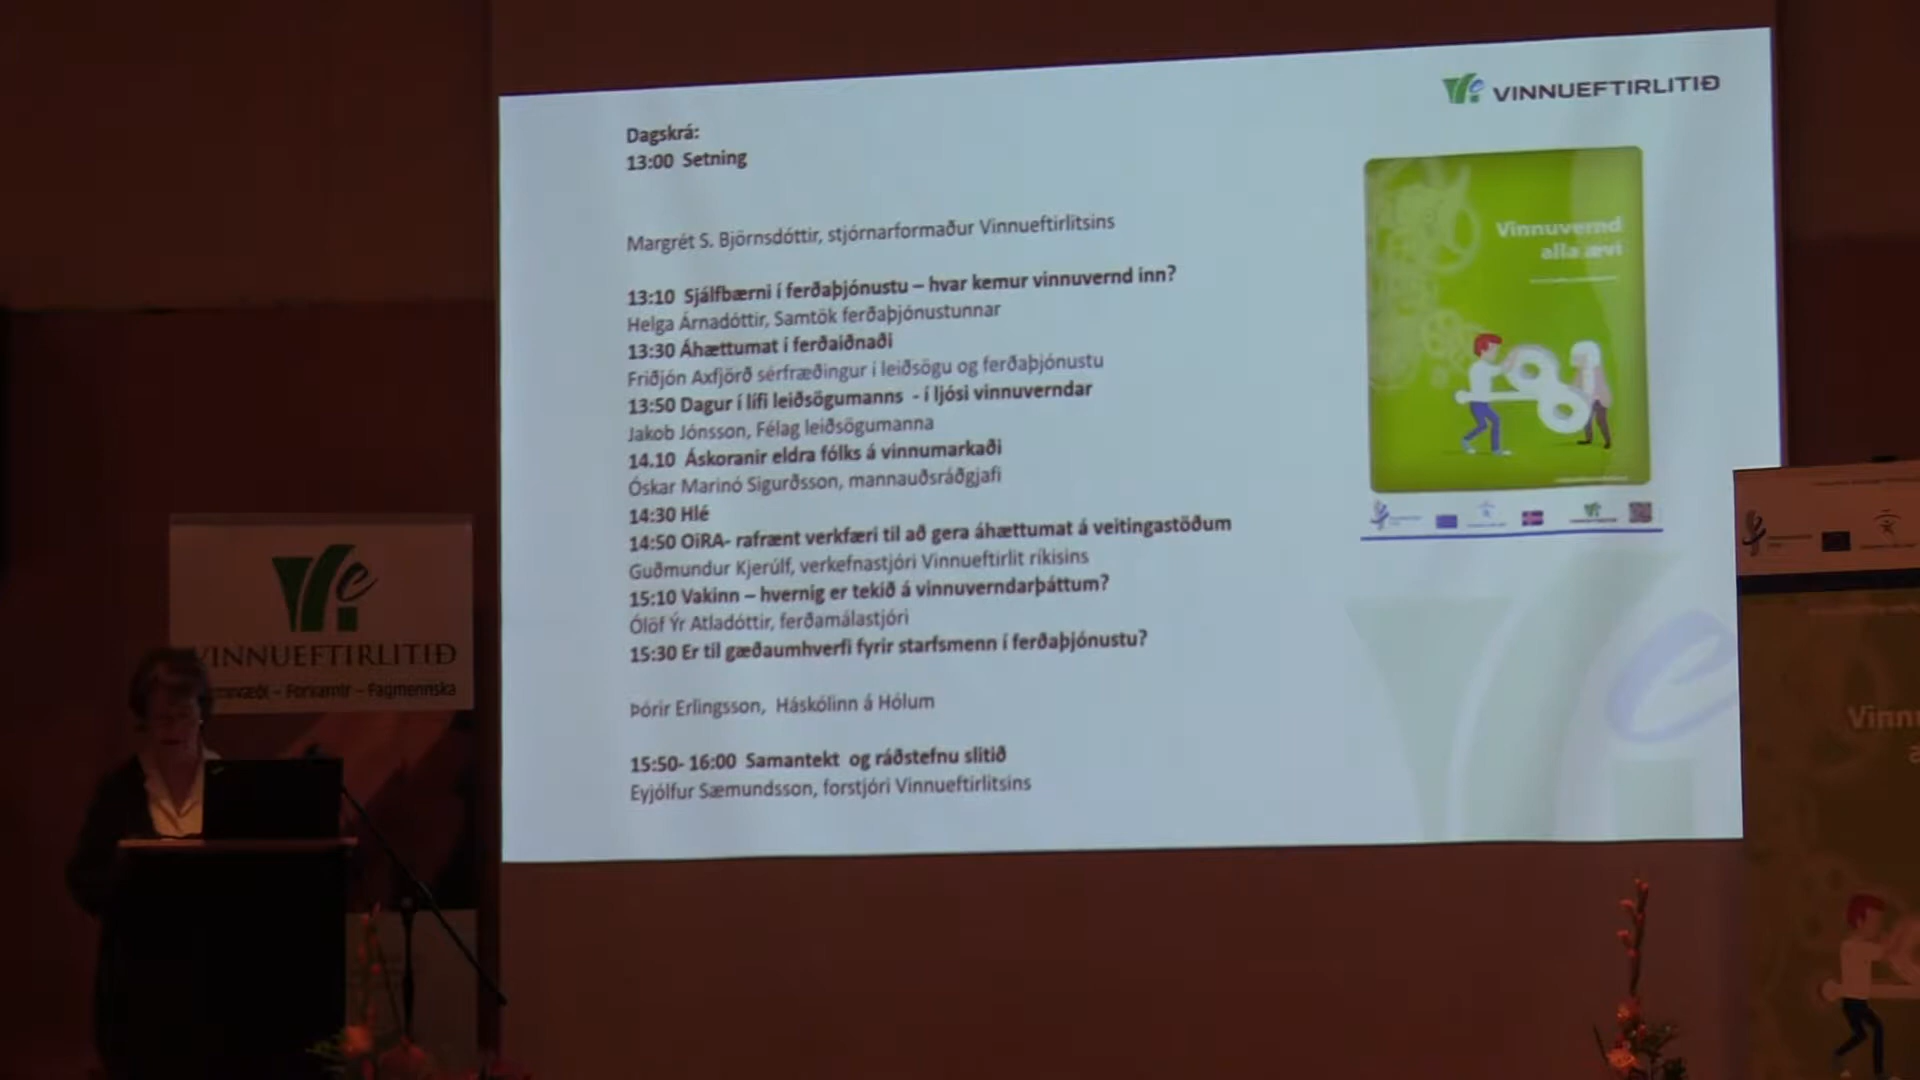 VINNUEFTIRLITIÐ
Dagskrá:
13:00 Setning
Margrét S. Björnsdóttir, stjórnarformaður Vinnueftirlitsins
13:10 Sjálfbærni í ferðaþjónustu – hvar kemur vinnuvernd inn?
Helga Árnadóttir, Samtök ferðaþjónustunnar
13:30 Áhættumat í ferðaiðnaði
Friðjón Axfjörð sérfræðingur í leiðsögu og ferðaþjónustu
13:50 Dagur í lífi leiðsögumanns - í ljósi vinnuverndar
Jakob Jónsson, Félag leiðsögumanna
14.10 Áskoranir eldra fólks á vinnumarkaði
Óskar Marinó Sigurðsson, mannauðsráðgjafi
14:30 Hlé
14:50 OiRA- rafrænt verkfæri til að gera áhættumat á veitingastöðum
Guðmundur Kjerúlf, verkefnastjóri Vinnueftirlit ríkisins
15:10 Vakinn – hvernig er tekið á vinnuverndarþáttum?
Ólöf Ýr Atladóttir, ferðamálastjóri
15:30 Er til gæðaumhverfi fyrir starfsmenn í ferðaþjónustu?
Þórir Erlingsson, Háskólinn á Hólum
15:50- 16:00 Samantekt og ráðstefnu slitið
Eyjólfur Sæmundsson, forstjóri Vinnueftirlitsins
Vinnuvernd
alla ævi
VINNUEFTIRLITIÐ
– Forvarnir – Fagmennska
Vinn